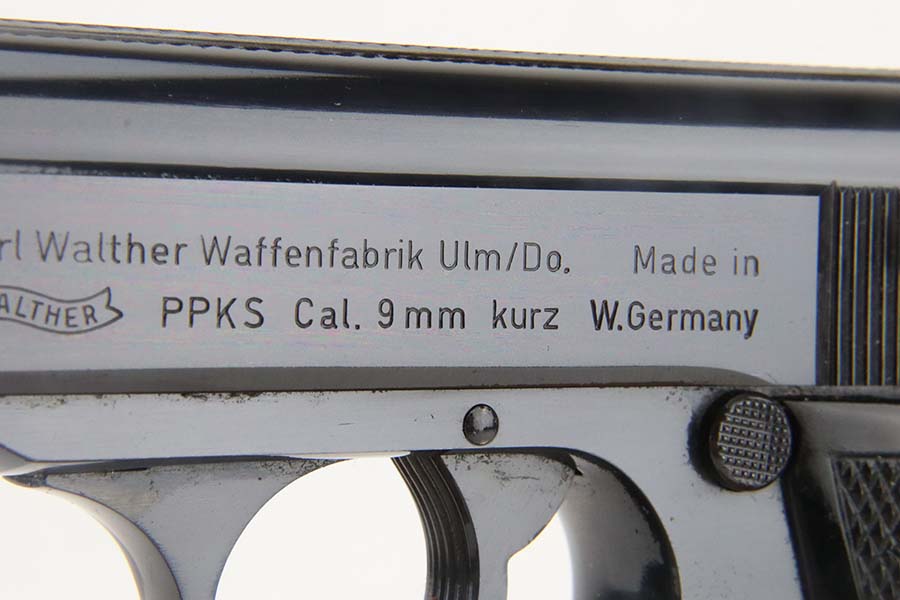 rl Walther Waffenfabrik Ulm/Do. Made in
ALTHER PPKS Cal. 9mm kurz W.Germany